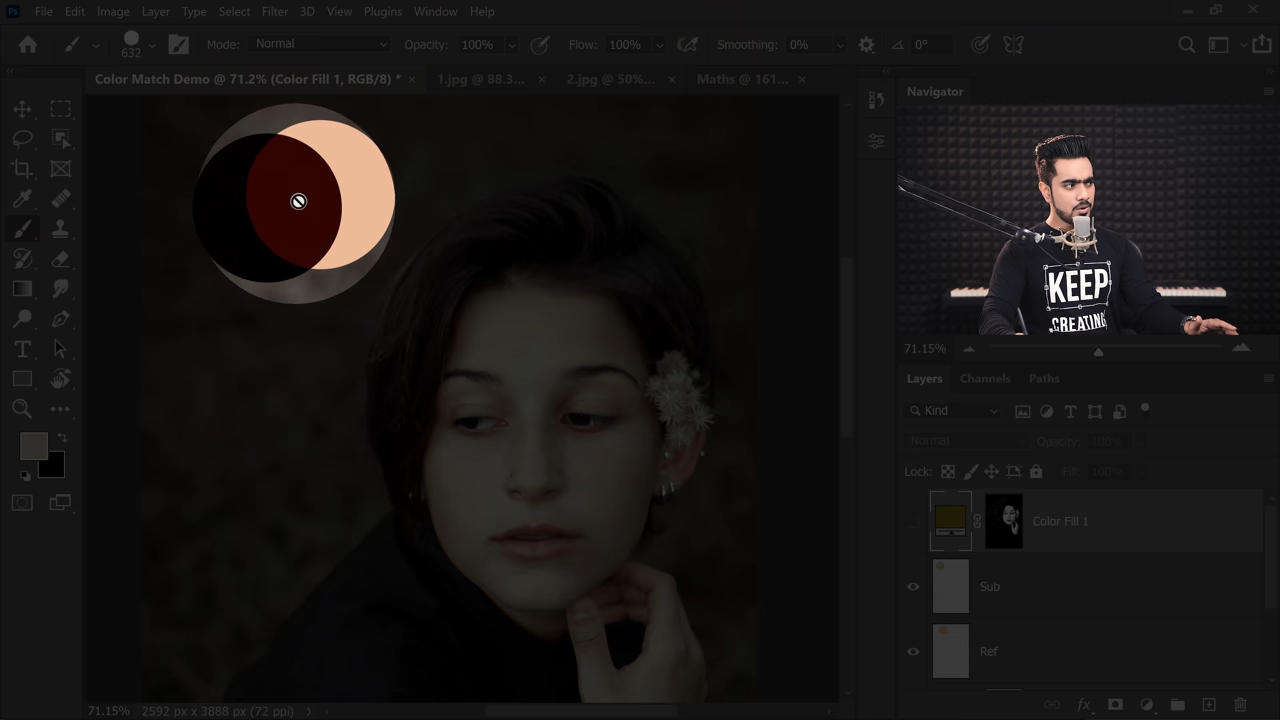 Ps File Edit Image Layer Type Select Filter 3D View Plugins Window Help
632 Mode: Normal Opacity: 100% Flow: 100% Smoothing: 0% 0°
Color Match Demo @ 71.2% (Color Fill 1, RGB/8) * × 1.jpg @ 88.3... × 2.jpg @ 50%... × Maths @ 161... ×
Navigator
KEEP
CREATING
71.15%
Layers Channels Paths
Kind
Normal Opacity: 100%
Lock: Fill: 100%
Color Fill 1
Sub
Ref
fx
71.15% 2592 px x 3888 px (72 ppi)